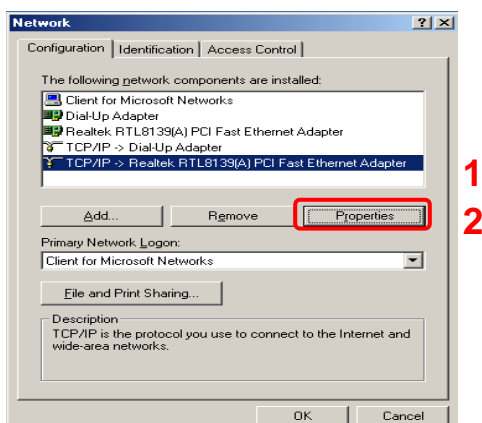 Network
Configuration Identification Access Control
The following network components are installed:
Client for Microsoft Networks
Dial-Up Adapter
Realtek RTL8139(A) PCI Fast Ethernet Adapter
TCP/IP -> Dial-Up Adapter
TCP/IP -> Realtek RTL8139(A) PCI Fast Ethernet Adapter
1
Add... Remove Properties
2
Primary Network Logon:
Client for Microsoft Networks
File and Print Sharing...
Description
TCP/IP is the protocol you use to connect to the Internet and
wide-area networks.
OK Cancel